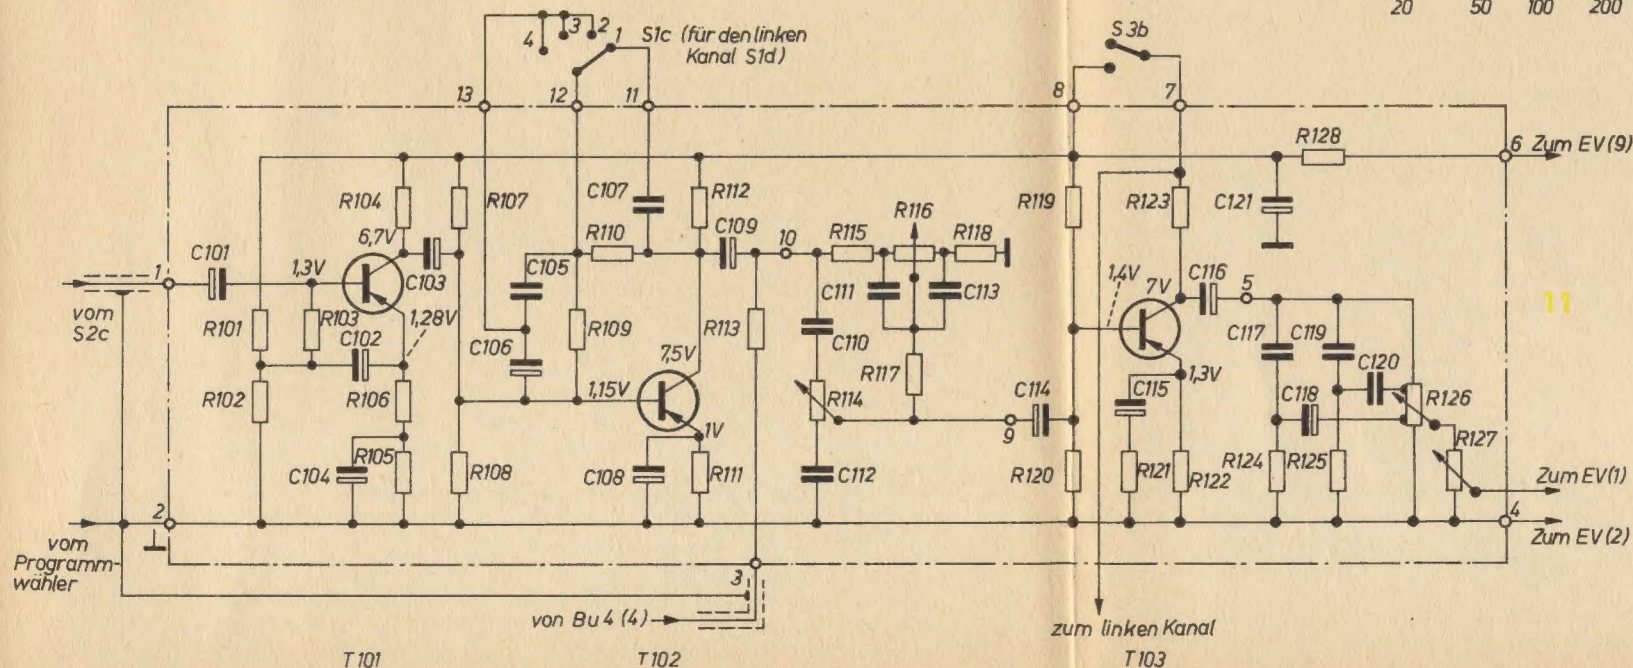 20 50 100 200
4 3 2 1
S1c (für den linken
Kanal S1d)
S3b
13 12 11 8 7
R128
6 Zum EV(9)
R104 R107 C107 R112 R119 R123 C121
R116
6,7V R110 C109 10 R115 R118
C101 C103 C105
1 1,3V 1,4V 7V C116 5
vom
S2c
C111 C113
11
R101 R103 1,28V R109 R113 C117 C119
C102 C106 C110 C120
7,5V R117 1,3V
R102 R106 1,15V R114 C114 C115 C118 R126
1V 9 R127
C104 R105 R108 C108 R111 C112 R120 R121 R122 R124 R125
Zum EV(1)
2 4
vom
Programm-
wähler
Zum EV(2)
3
von Bu 4 (4)
zum linken Kanal
T101 T102 T103